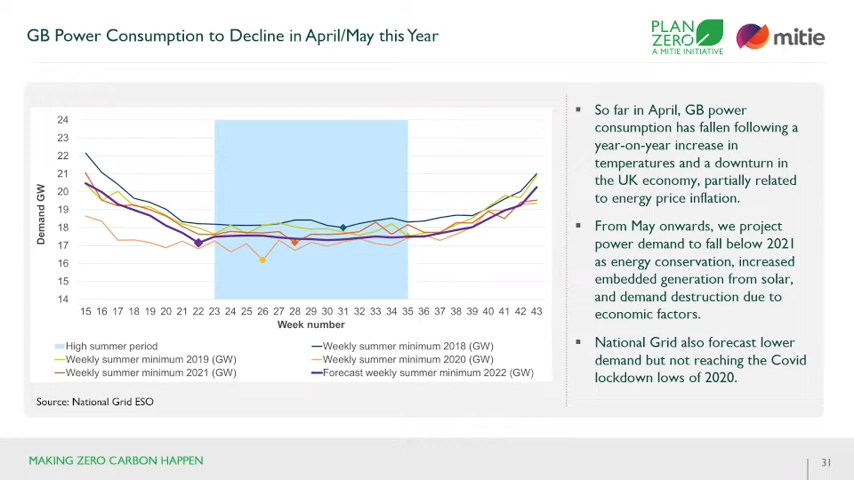 GB Power Consumption to Decline in April/May this Year
PLAN
ZERO
A MITIE INITIATIVE
mitie
24
23
22
21
20
19
18
17
16
15
14
Demand GW
15 16 17 18 19 20 21 22 23 24 25 26 27 28 29 30 31 32 33 34 35 36 37 38 39 40 41 42 43
Week number
High summer period
Weekly summer minimum 2018 (GW)
Weekly summer minimum 2019 (GW)
Weekly summer minimum 2020 (GW)
Weekly summer minimum 2021 (GW)
Forecast weekly summer minimum 2022 (GW)
Source: National Grid ESO
▪ So far in April, GB power
consumption has fallen following a
year-on-year increase in
temperatures and a downturn in
the UK economy, partially related
to energy price inflation.
▪ From May onwards, we project
power demand to fall below 2021
as energy conservation, increased
embedded generation from solar,
and demand destruction due to
economic factors.
▪ National Grid also forecast lower
demand but not reaching the Covid
lockdown lows of 2020.
MAKING ZERO CARBON HAPPEN
31